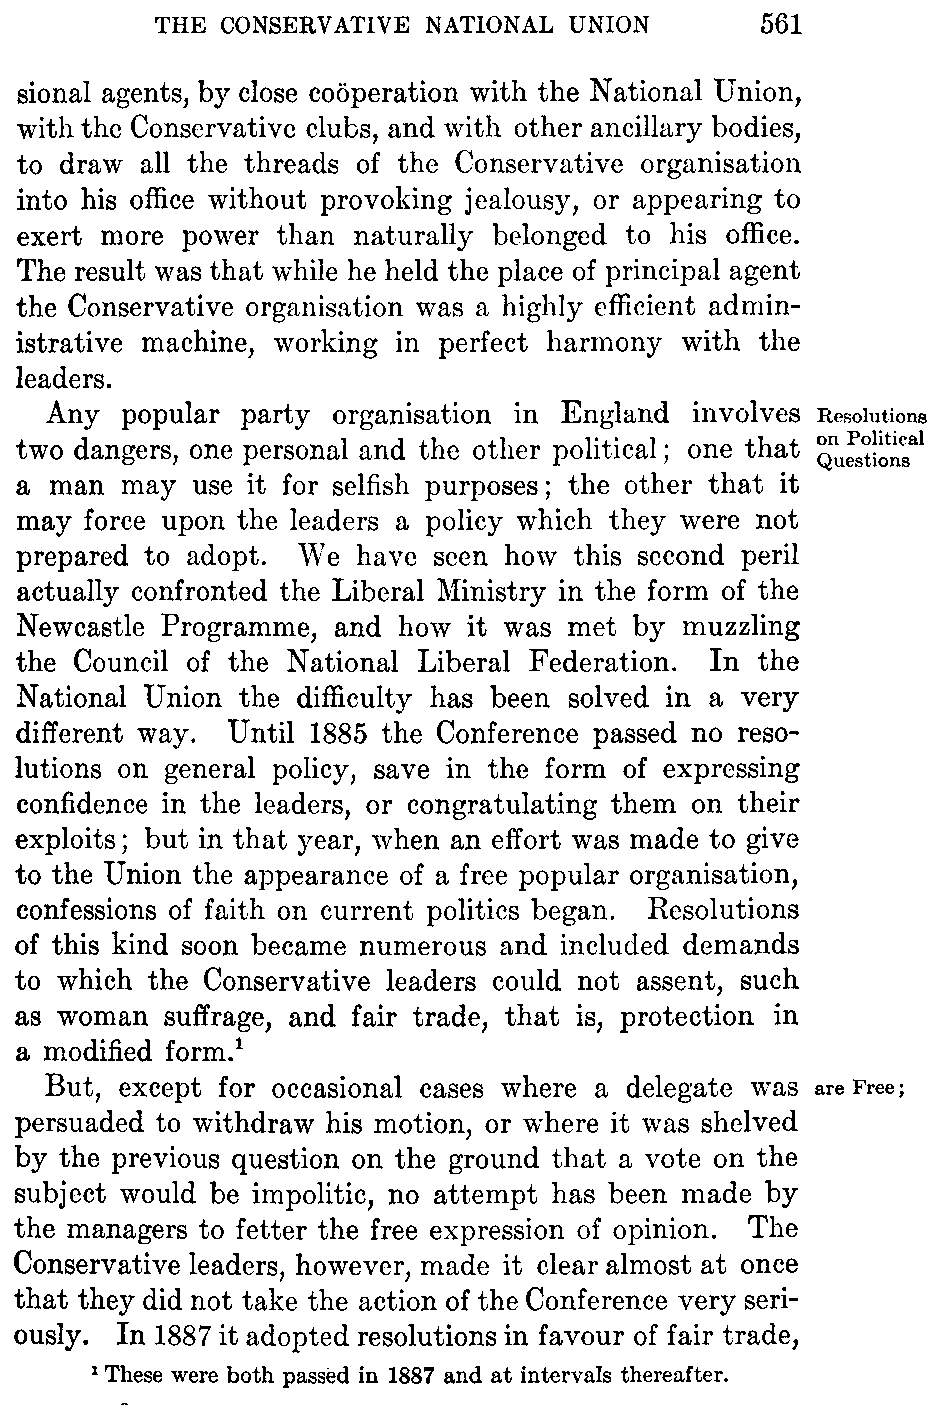 THE CONSERVATIVE NATIONAL UNION 561
sional agents, by close coöperation with the National Union,
with the Conservative clubs, and with other ancillary bodies,
to draw all the threads of the Conservative organisation
into his office without provoking jealousy, or appearing to
exert more power than naturally belonged to his office.
The result was that while he held the place of principal agent
the Conservative organisation was a highly efficient admin-
istrative machine, working in perfect harmony with the
leaders.
Any popular party organisation in England involves
two dangers, one personal and the other political; one that
a man may use it for selfish purposes; the other that it
may force upon the leaders a policy which they were not
prepared to adopt. We have seen how this second peril
actually confronted the Liberal Ministry in the form of the
Newcastle Programme, and how it was met by muzzling
the Council of the National Liberal Federation. In the
National Union the difficulty has been solved in a very
different way. Until 1885 the Conference passed no reso-
lutions on general policy, save in the form of expressing
confidence in the leaders, or congratulating them on their
exploits; but in that year, when an effort was made to give
to the Union the appearance of a free popular organisation,
confessions of faith on current politics began. Resolutions
of this kind soon became numerous and included demands
to which the Conservative leaders could not assent, such
as woman suffrage, and fair trade, that is, protection in
a modified form.¹
Resolutions
on Political
Questions
But, except for occasional cases where a delegate was
persuaded to withdraw his motion, or where it was shelved
by the previous question on the ground that a vote on the
subject would be impolitic, no attempt has been made by
the managers to fetter the free expression of opinion. The
Conservative leaders, however, made it clear almost at once
that they did not take the action of the Conference very seri-
ously. In 1887 it adopted resolutions in favour of fair trade,
are Free;
¹ These were both passed in 1887 and at intervals thereafter.